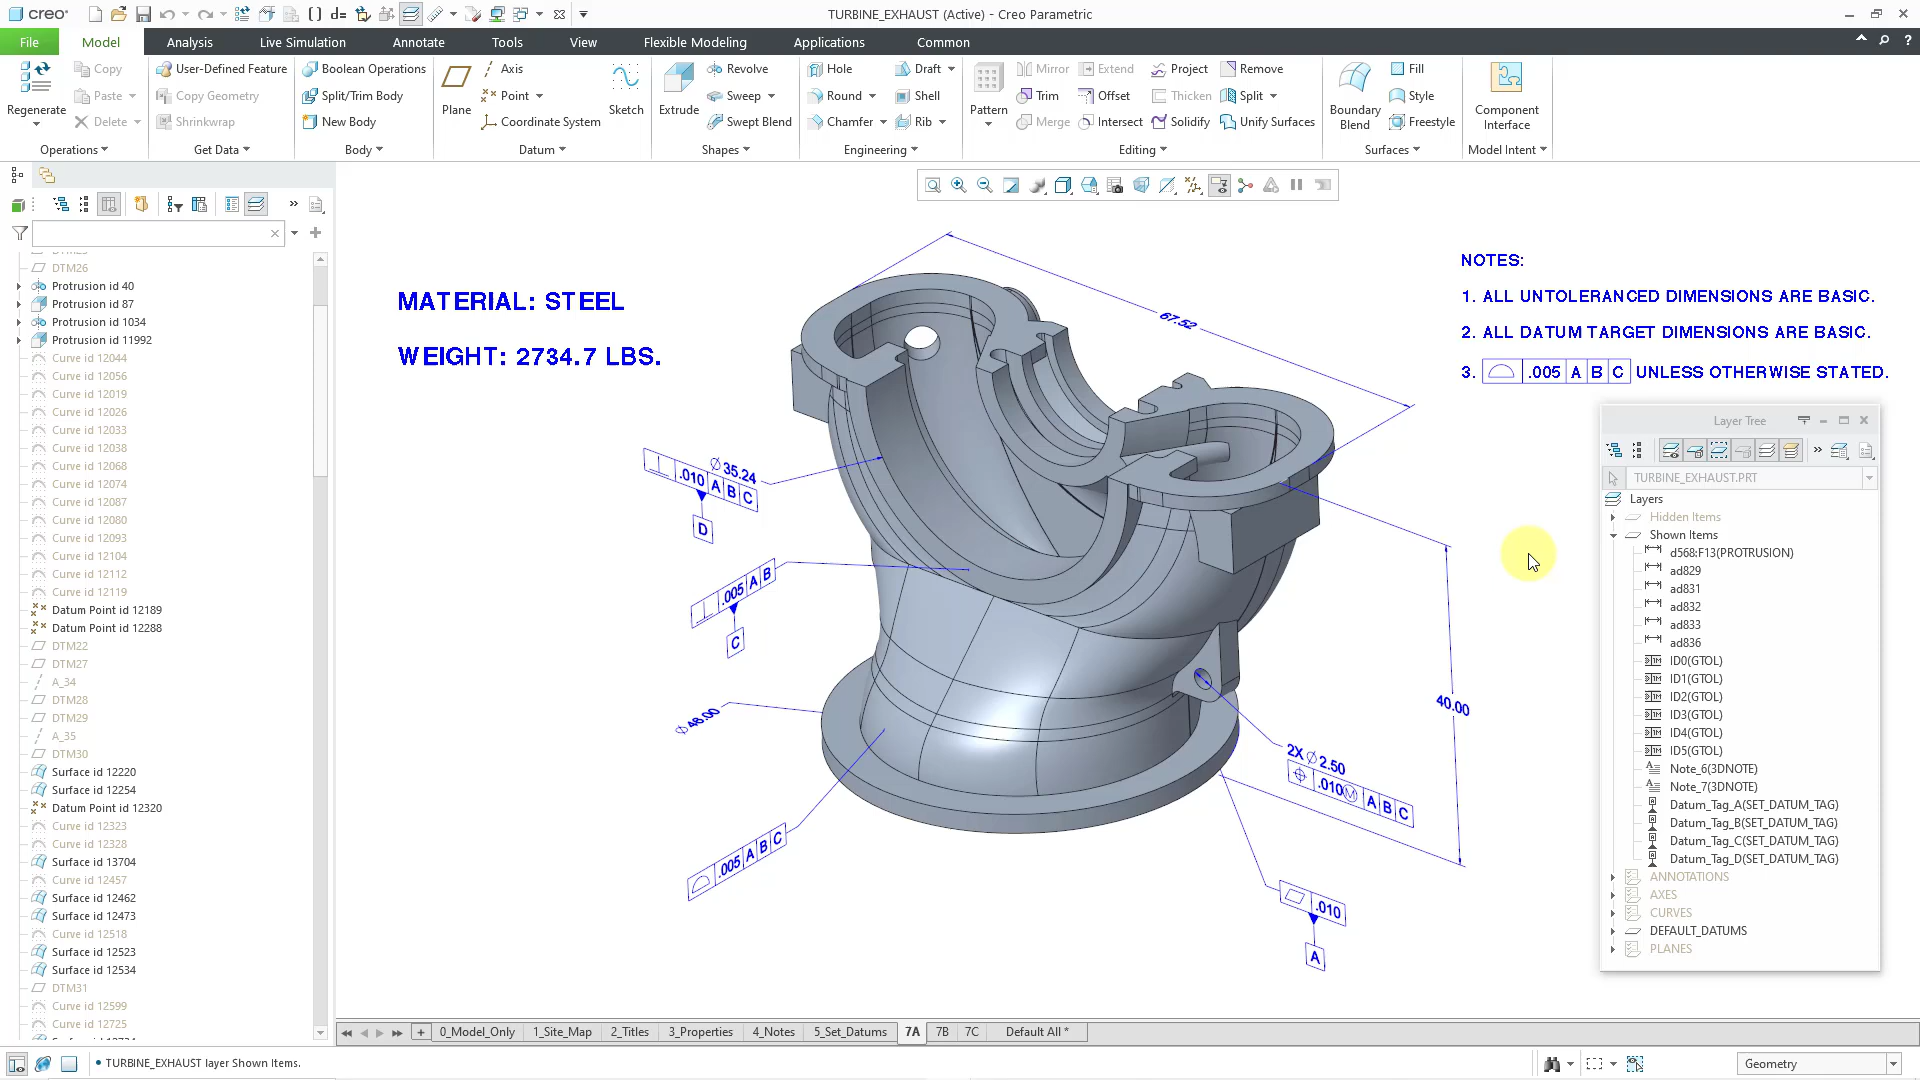 creo
TURBINE_EXHAUST (Active) - Creo Parametric
File
Model
Analysis
Live Simulation
Annotate
Tools
View
Flexible Modeling
Applications
Common
Regenerate
Copy
Paste
Delete
Operations
User-Defined Feature
Copy Geometry
Shrinkwrap
Get Data
Boolean Operations
Split/Trim Body
New Body
Body
Plane
Axis
Point
Coordinate System
Sketch
Datum
Extrude
Revolve
Sweep
Swept Blend
Shapes
Hole
Round
Chamfer
Draft
Shell
Rib
Engineering
Pattern
Mirror
Trim
Merge
Extend
Offset
Intersect
Project
Thicken
Solidify
Remove
Split
Unify Surfaces
Editing
Boundary Blend
Fill
Style
Freestyle
Surfaces
Component Interface
Model Intent
DTM26
Protrusion id 40
Protrusion id 87
Protrusion id 1034
Protrusion id 11992
Curve id 12044
Curve id 12056
Curve id 12019
Curve id 12026
Curve id 12033
Curve id 12038
Curve id 12068
Curve id 12074
Curve id 12087
Curve id 12080
Curve id 12093
Curve id 12104
Curve id 12112
Curve id 12119
Datum Point id 12189
Datum Point id 12288
DTM22
DTM27
A_34
DTM28
DTM29
A_35
DTM30
Surface id 12220
Surface id 12254
Datum Point id 12320
Curve id 12323
Curve id 12328
Surface id 13704
Curve id 12457
Surface id 12462
Surface id 12473
Curve id 12518
Surface id 12523
Surface id 12534
DTM31
Curve id 12599
Curve id 12725
MATERIAL: STEEL
WEIGHT: 2734.7 LBS.
67.52
⌀35.24
.010 A B C
D
.005 A B
C
⌀48.00
.005 A B C
40.00
2X ⌀2.50
.010Ⓜ A B C
.010
A
NOTES:
1. ALL UNTOLERANCED DIMENSIONS ARE BASIC.
2. ALL DATUM TARGET DIMENSIONS ARE BASIC.
3. .005 A B C UNLESS OTHERWISE STATED.
Layer Tree
TURBINE_EXHAUST.PRT
Layers
Hidden Items
Shown Items
d568:F13(PROTRUSION)
ad829
ad831
ad832
ad833
ad836
ID0(GTOL)
ID1(GTOL)
ID2(GTOL)
ID3(GTOL)
ID4(GTOL)
ID5(GTOL)
Note_6(3DNOTE)
Note_7(3DNOTE)
Datum_Tag_A(SET_DATUM_TAG)
Datum_Tag_B(SET_DATUM_TAG)
Datum_Tag_C(SET_DATUM_TAG)
Datum_Tag_D(SET_DATUM_TAG)
ANNOTATIONS
AXES
CURVES
DEFAULT_DATUMS
PLANES
0_Model_Only
1_Site_Map
2_Titles
3_Properties
4_Notes
5_Set_Datums
7A
7B
7C
Default All *
• TURBINE_EXHAUST layer Shown Items.
Geometry